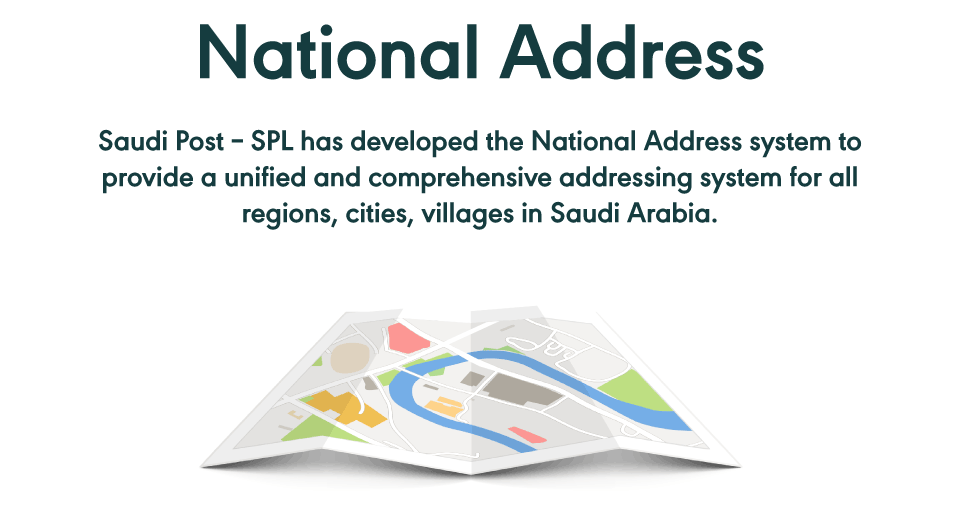 National Address
Saudi Post – SPL has developed the National Address system to
provide a unified and comprehensive addressing system for all
regions, cities, villages in Saudi Arabia.